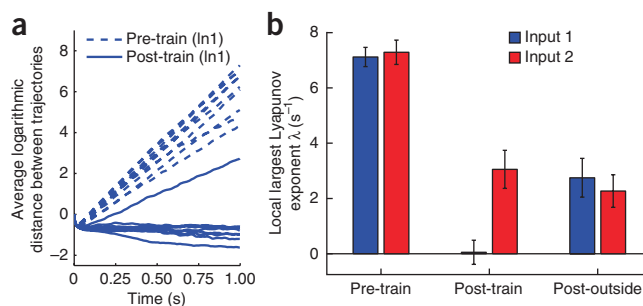 a
Pre-train (In1)
Post-train (In1)
Average logarithmic
distance between trajectories
8
6
4
2
0
−2
0
0.25
0.50
0.75
1.00
Time (s)
b
Input 1
Input 2
Local largest Lyapunov
exponent λ (s⁻¹)
8
6
4
2
0
Pre-train
Post-train
Post-outside